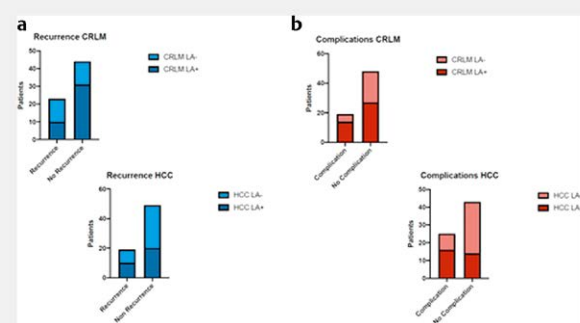 a
Recurrence CRLM
Patients
50
40
30
20
10
0
Recurrence
No Recurrence
CRLM LA-
CRLM LA+
Recurrence HCC
Patients
60
40
20
0
Recurrence
Non Recurrence
HCC LA-
HCC LA+
b
Complications CRLM
Patients
60
40
20
0
Complication
No Complication
CRLM LA-
CRLM LA+
Complications HCC
Patients
50
40
30
20
10
0
Complication
No Complication
HCC LA
HCC LA